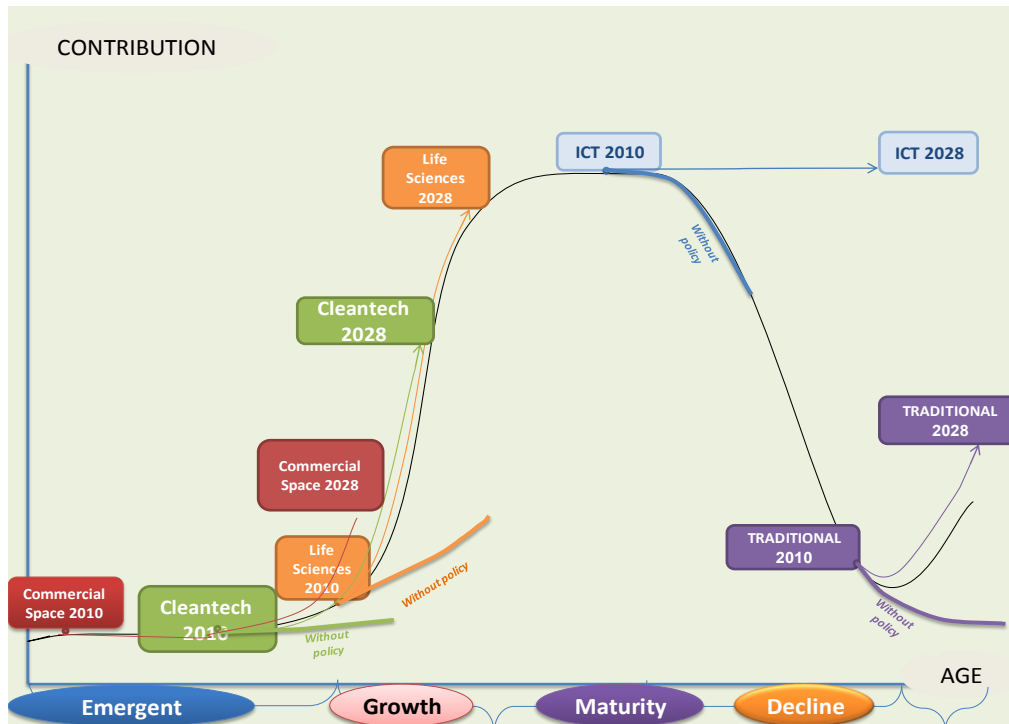 CONTRIBUTION
ICT 2010
ICT 2028
Life
Sciences
2028
Without
policy
Cleantech
2028
TRADITIONAL
2028
Commercial
Space 2028
TRADITIONAL
2010
Life
Sciences
2010
Without policy
Commercial
Space 2010
Cleantech
2010
Without
policy
Without
policy
AGE
Emergent
Growth
Maturity
Decline